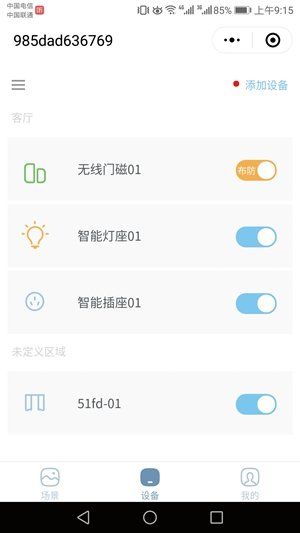 中国电信
中国联通
85% 上午9:15
985dad636769
添加设备
客厅
无线门磁01
布防
智能灯座01
智能插座01
未定义区域
51fd-01
场景 设备 我的